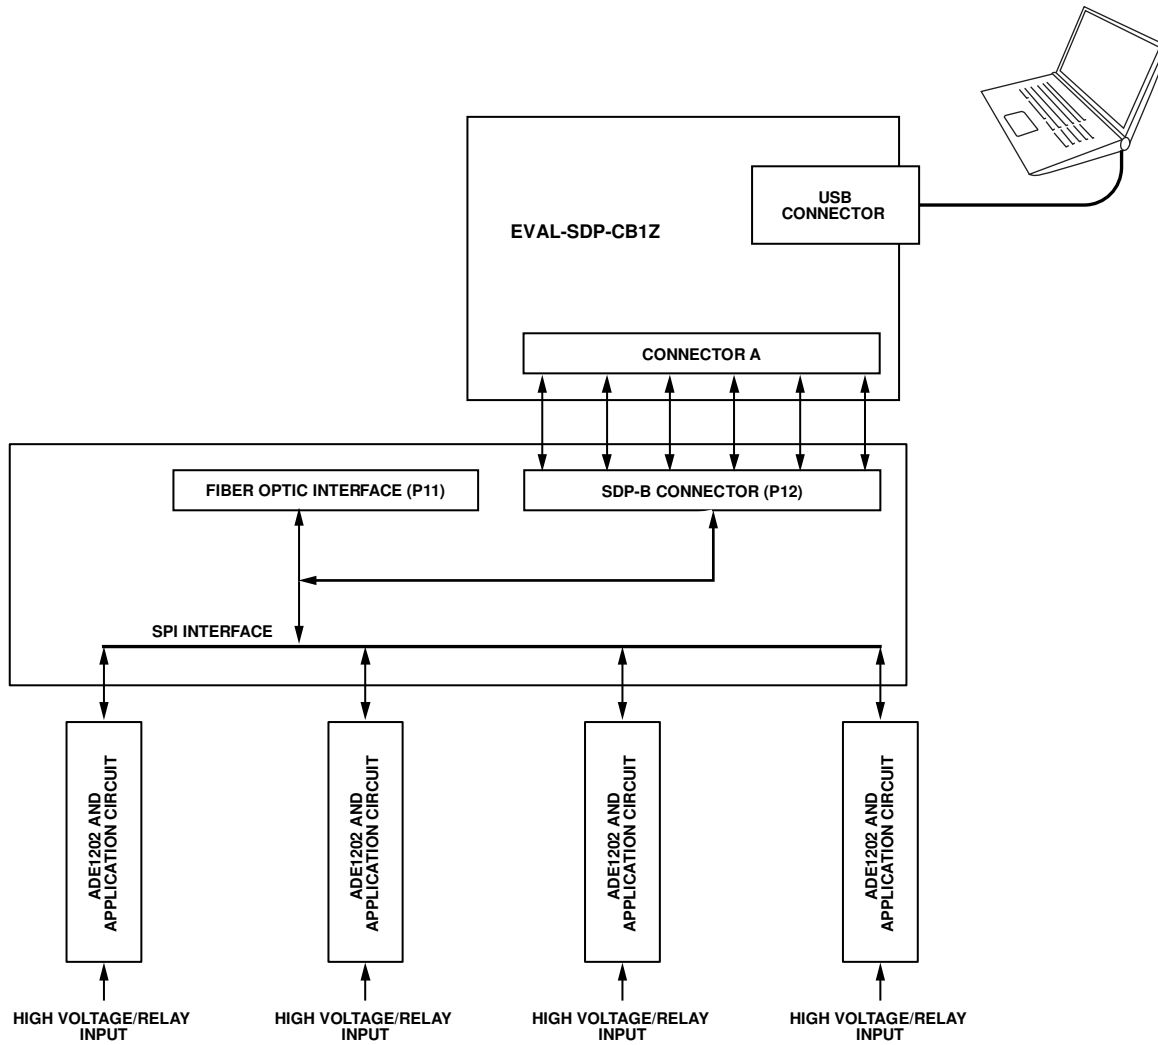 USB
CONNECTOR
EVAL-SDP-CB1Z
CONNECTOR A
FIBER OPTIC INTERFACE (P11)
SDP-B CONNECTOR (P12)
SPI INTERFACE
ADE1202 AND
APPLICATION CIRCUIT
ADE1202 AND
APPLICATION CIRCUIT
ADE1202 AND
APPLICATION CIRCUIT
ADE1202 AND
APPLICATION CIRCUIT
HIGH VOLTAGE/RELAY
INPUT
HIGH VOLTAGE/RELAY
INPUT
HIGH VOLTAGE/RELAY
INPUT
HIGH VOLTAGE/RELAY
INPUT